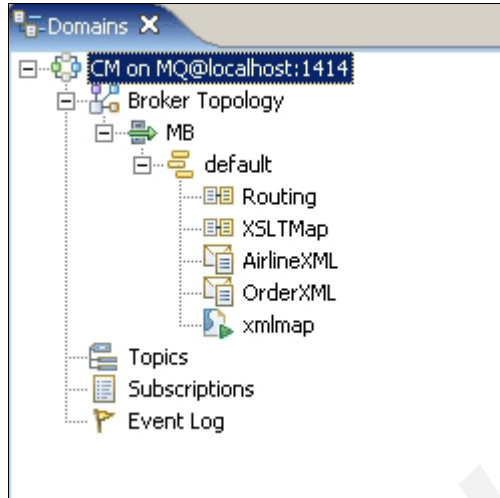 Domains
CM on MQ@localhost:1414
Broker Topology
MB
default
Routing
XSLTMap
AirlineXML
OrderXML
xmlmap
Topics
Subscriptions
Event Log